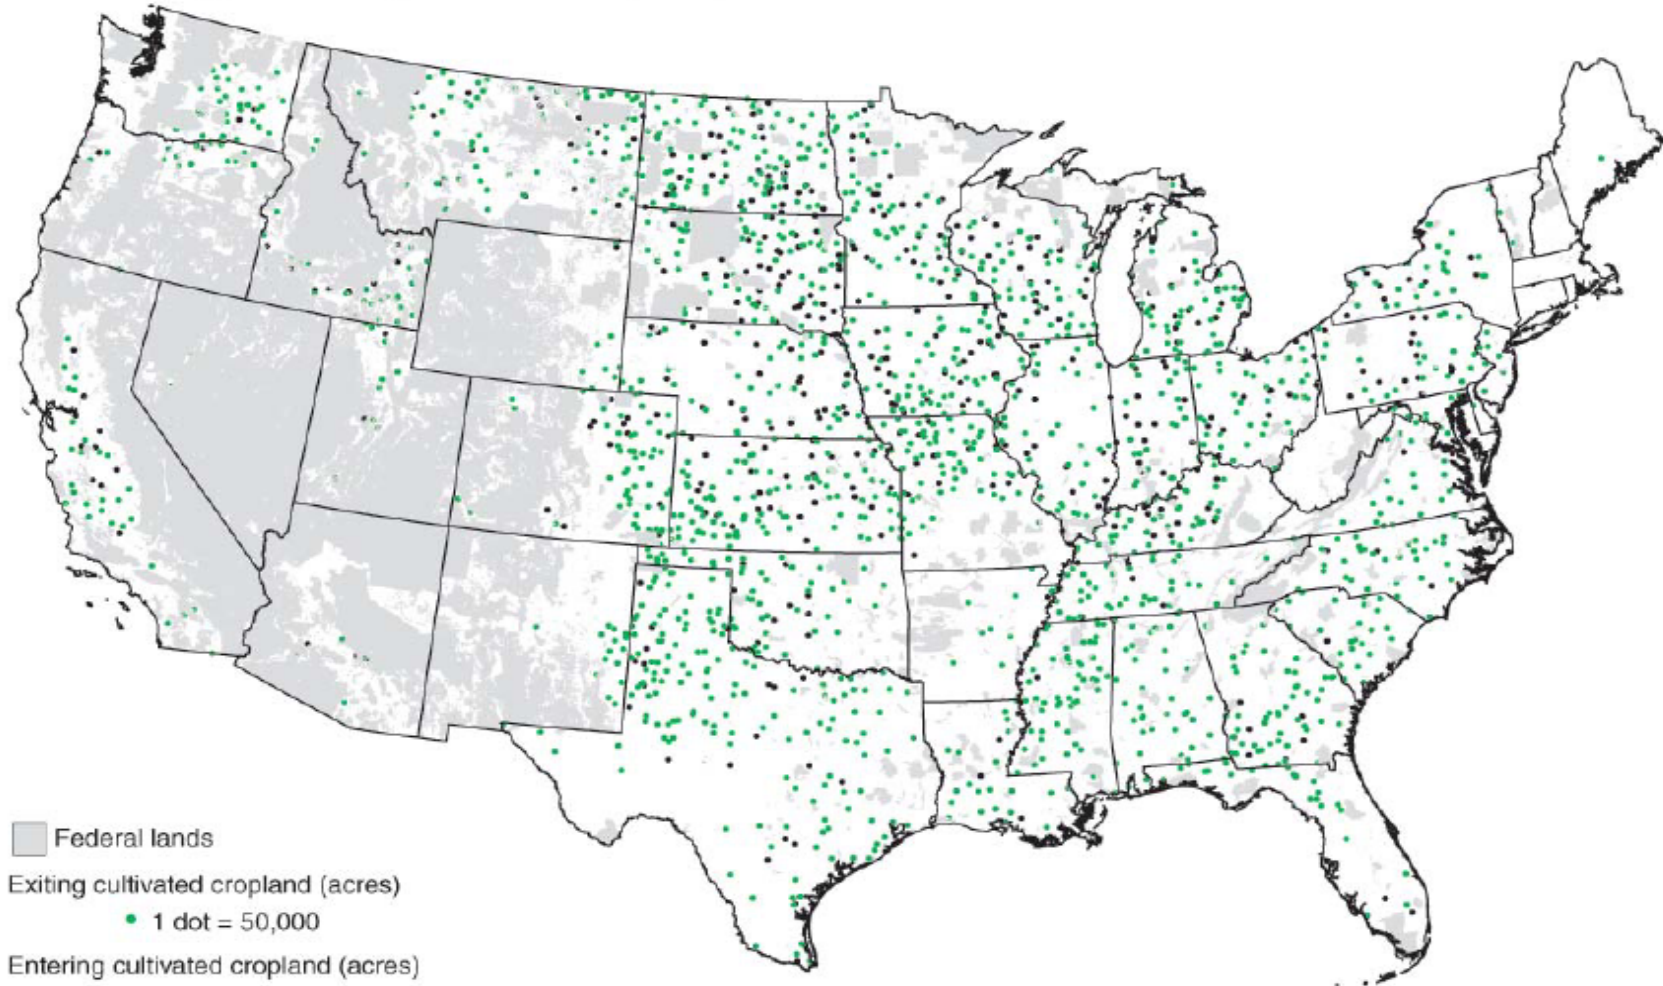 Federal lands
Exiting cultivated cropland (acres)
1 dot = 50,000
Entering cultivated cropland (acres)